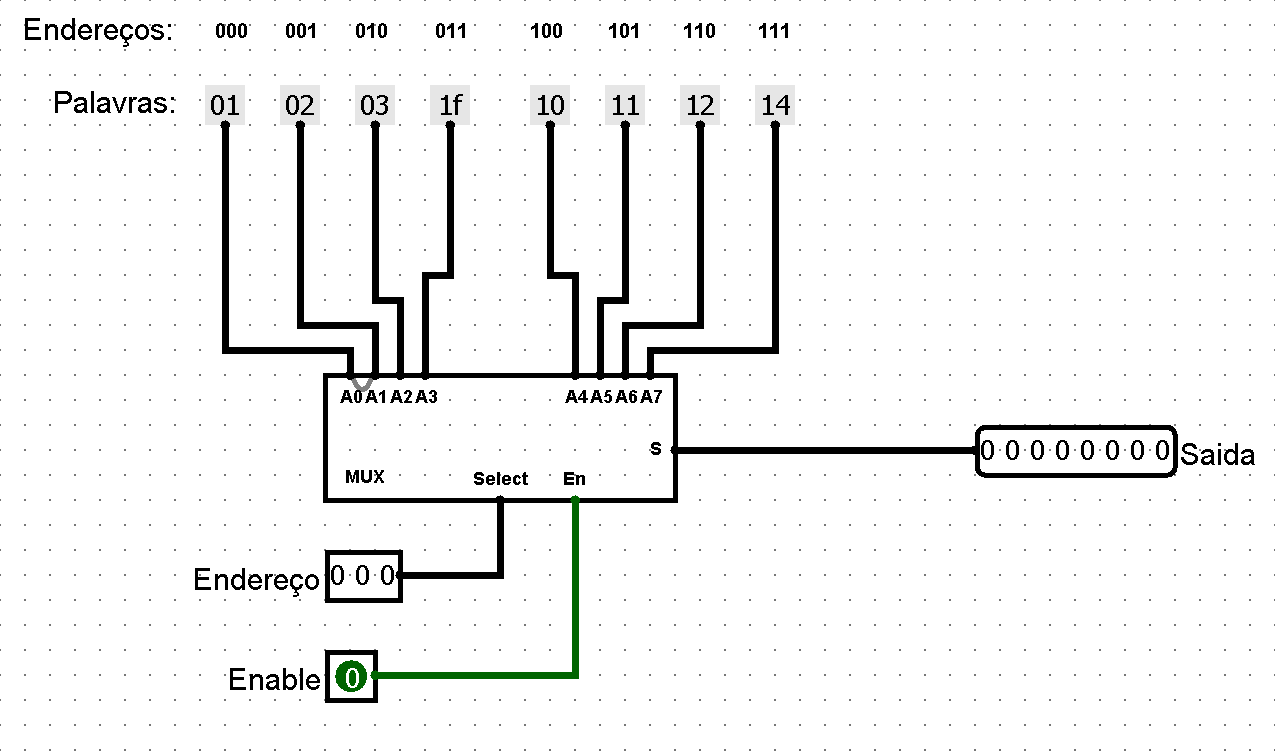 Endereços: 000 001 010 011 100 101 110 111
Palavras: 01 02 03 1f 10 11 12 14
A0 A1 A2 A3 A4 A5 A6 A7
S 0 0 0 0 0 0 0 0 Saida
MUX Select En
Endereço 0 0 0
Enable 0